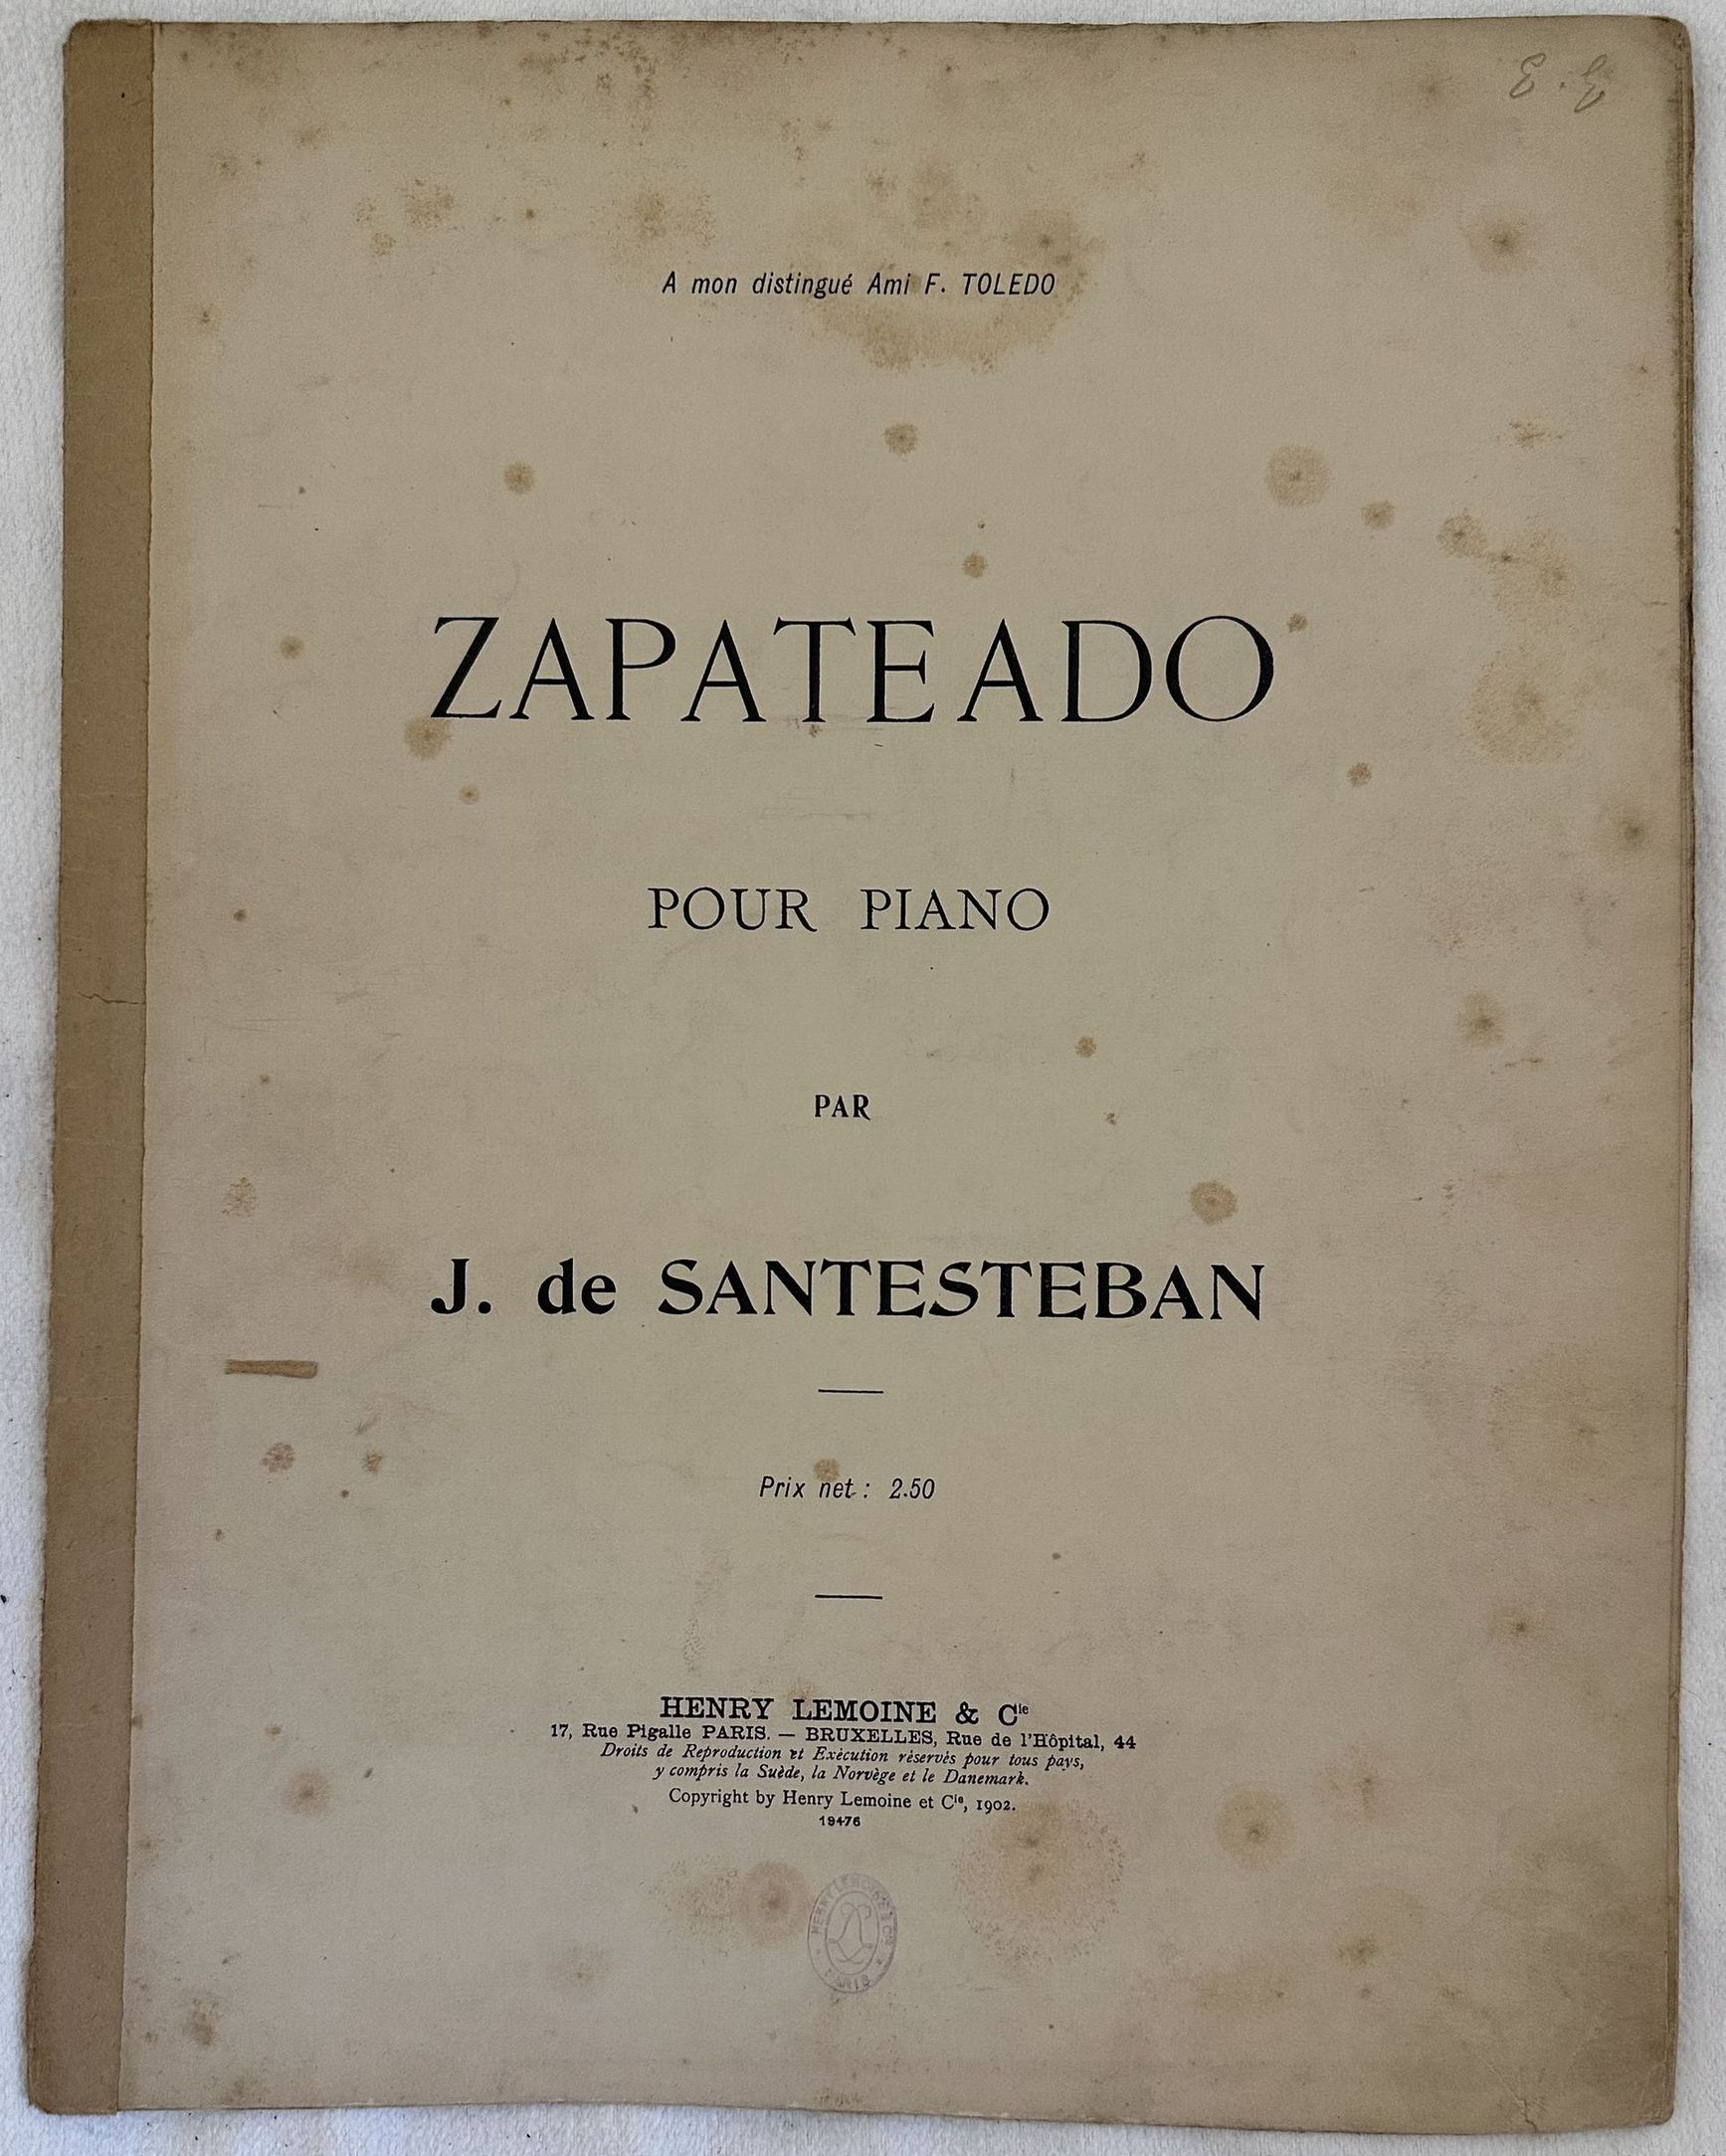 A mon distingué Ami F. TOLEDO
ZAPATEADO
POUR PIANO
PAR
J. de SANTESTEBAN
Prix net : 2.50
HENRY LEMOINE & Cie
17, Rue Pigalle PARIS. — BRUXELLES, Rue de l'Hôpital, 44
Droits de Reproduction et Exécution réservés pour tous pays,
y compris la Suède, la Norvège et le Danemark.
Copyright by Henry Lemoine et Cie, 1902.
19476